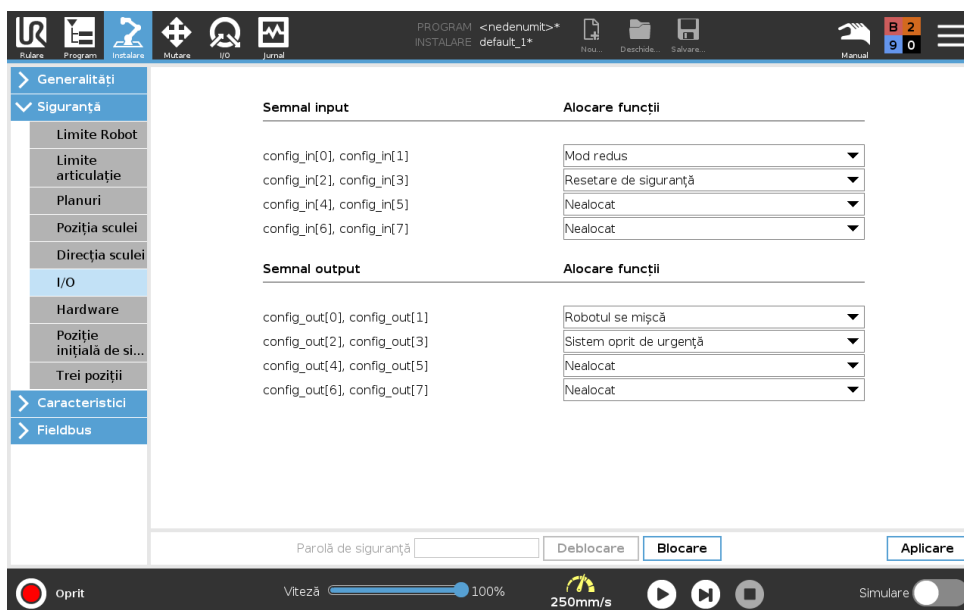 UR
PROGRAM <nedenumit>*
INSTALARE default_1*
Rulare Program Instalare Mutare I/O Jurnal Nou... Deschide... Salvare... Manual
B 2
9 0
Generalități
Siguranță
Limite Robot
Limite
articulație
Planuri
Poziția sculei
Direcția sculei
I/O
Hardware
Poziție
inițială de si...
Trei poziții
Caracteristici
Fieldbus
Semnal input Alocare funcții
config_in[0], config_in[1] Mod redus
config_in[2], config_in[3] Resetare de siguranță
config_in[4], config_in[5] Nealocat
config_in[6], config_in[7] Nealocat
Semnal output Alocare funcții
config_out[0], config_out[1] Robotul se mișcă
config_out[2], config_out[3] Sistem oprit de urgență
config_out[4], config_out[5] Nealocat
config_out[6], config_out[7] Nealocat
Parolă de siguranță Deblocare Blocare Aplicare
Oprit Viteză 100% 250mm/s Simulare